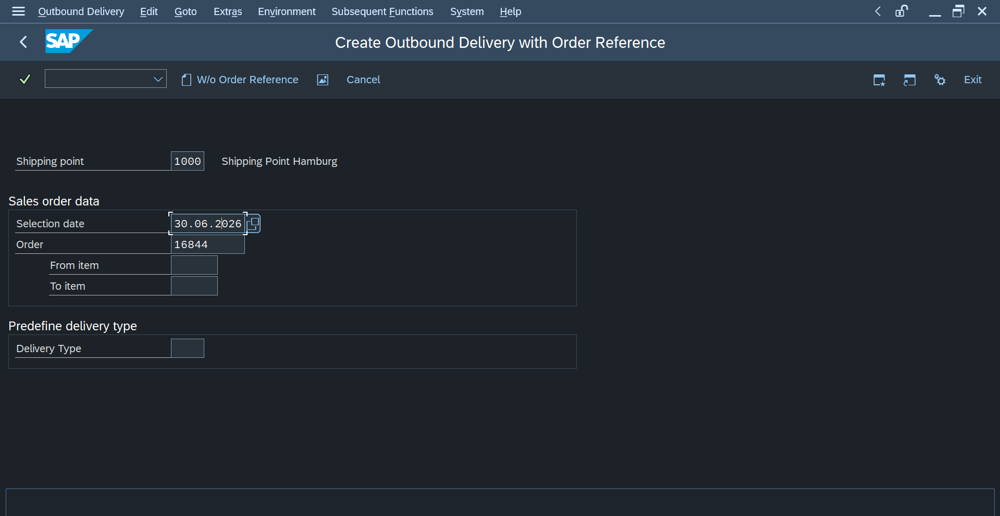 Outbound Delivery Edit Goto Extras Environment Subsequent Functions System Help
SAP Create Outbound Delivery with Order Reference
W/o Order Reference Cancel Exit
Shipping point 1000 Shipping Point Hamburg
Sales order data
Selection date 30.06.2026
Order 16844
From item
To item
Predefine delivery type
Delivery Type